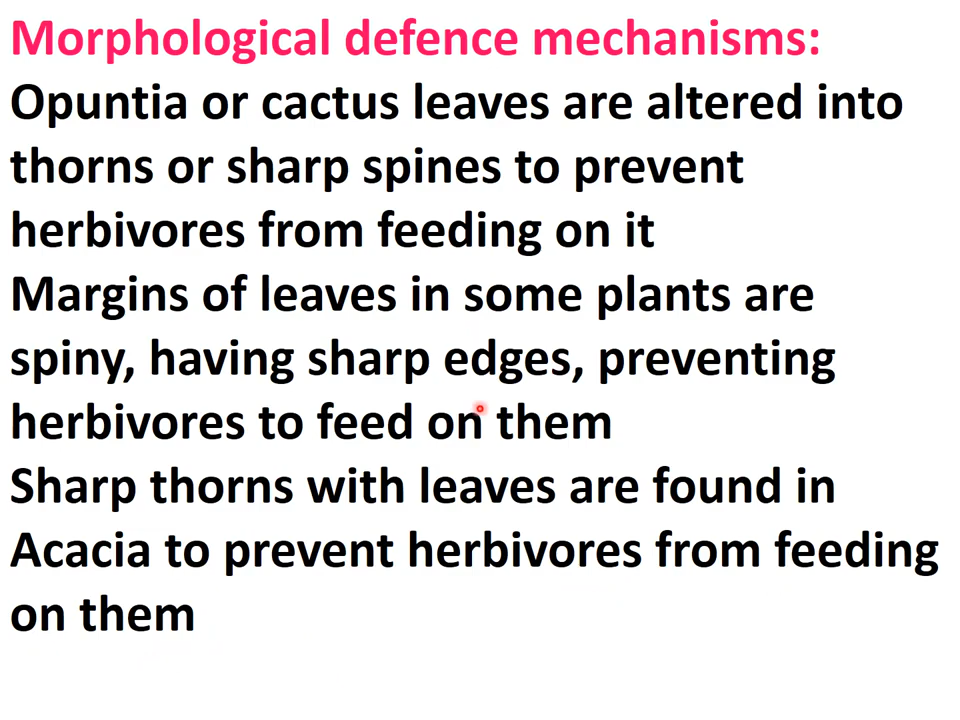 Morphological defence mechanisms:
Opuntia or cactus leaves are altered into
thorns or sharp spines to prevent
herbivores from feeding on it
Margins of leaves in some plants are
spiny, having sharp edges, preventing
herbivores to feed on them
Sharp thorns with leaves are found in
Acacia to prevent herbivores from feeding
on them